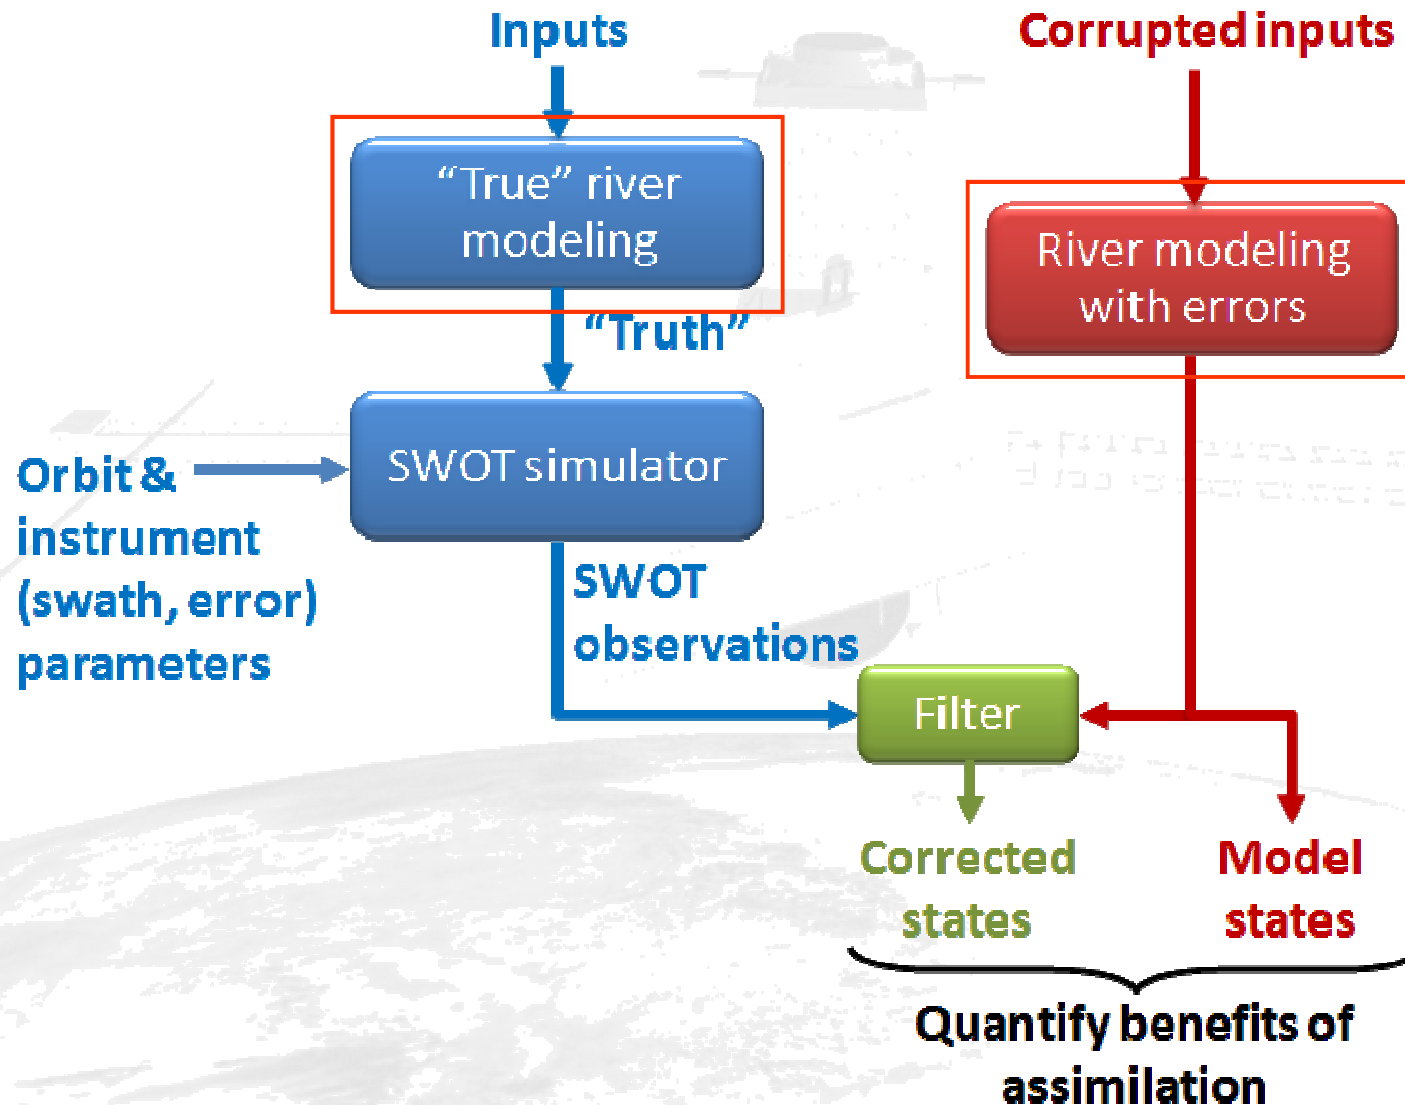 Inputs
Corrupted inputs
“True” river
modeling
River modeling
with errors
“Truth”
SWOT simulator
Orbit &
instrument
(swath, error)
parameters
SWOT
observations
Filter
Corrected
states
Model
states
Quantify benefits of
assimilation